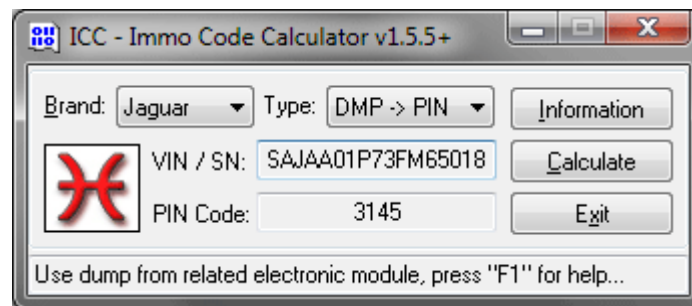 ICC - Immo Code Calculator v1.5.5+
Brand: Jaguar Type: DMP -> PIN Information
VIN / SN: SAJAA01P73FM65018 Calculate
PIN Code: 3145 Exit
Use dump from related electronic module, press "F1" for help...